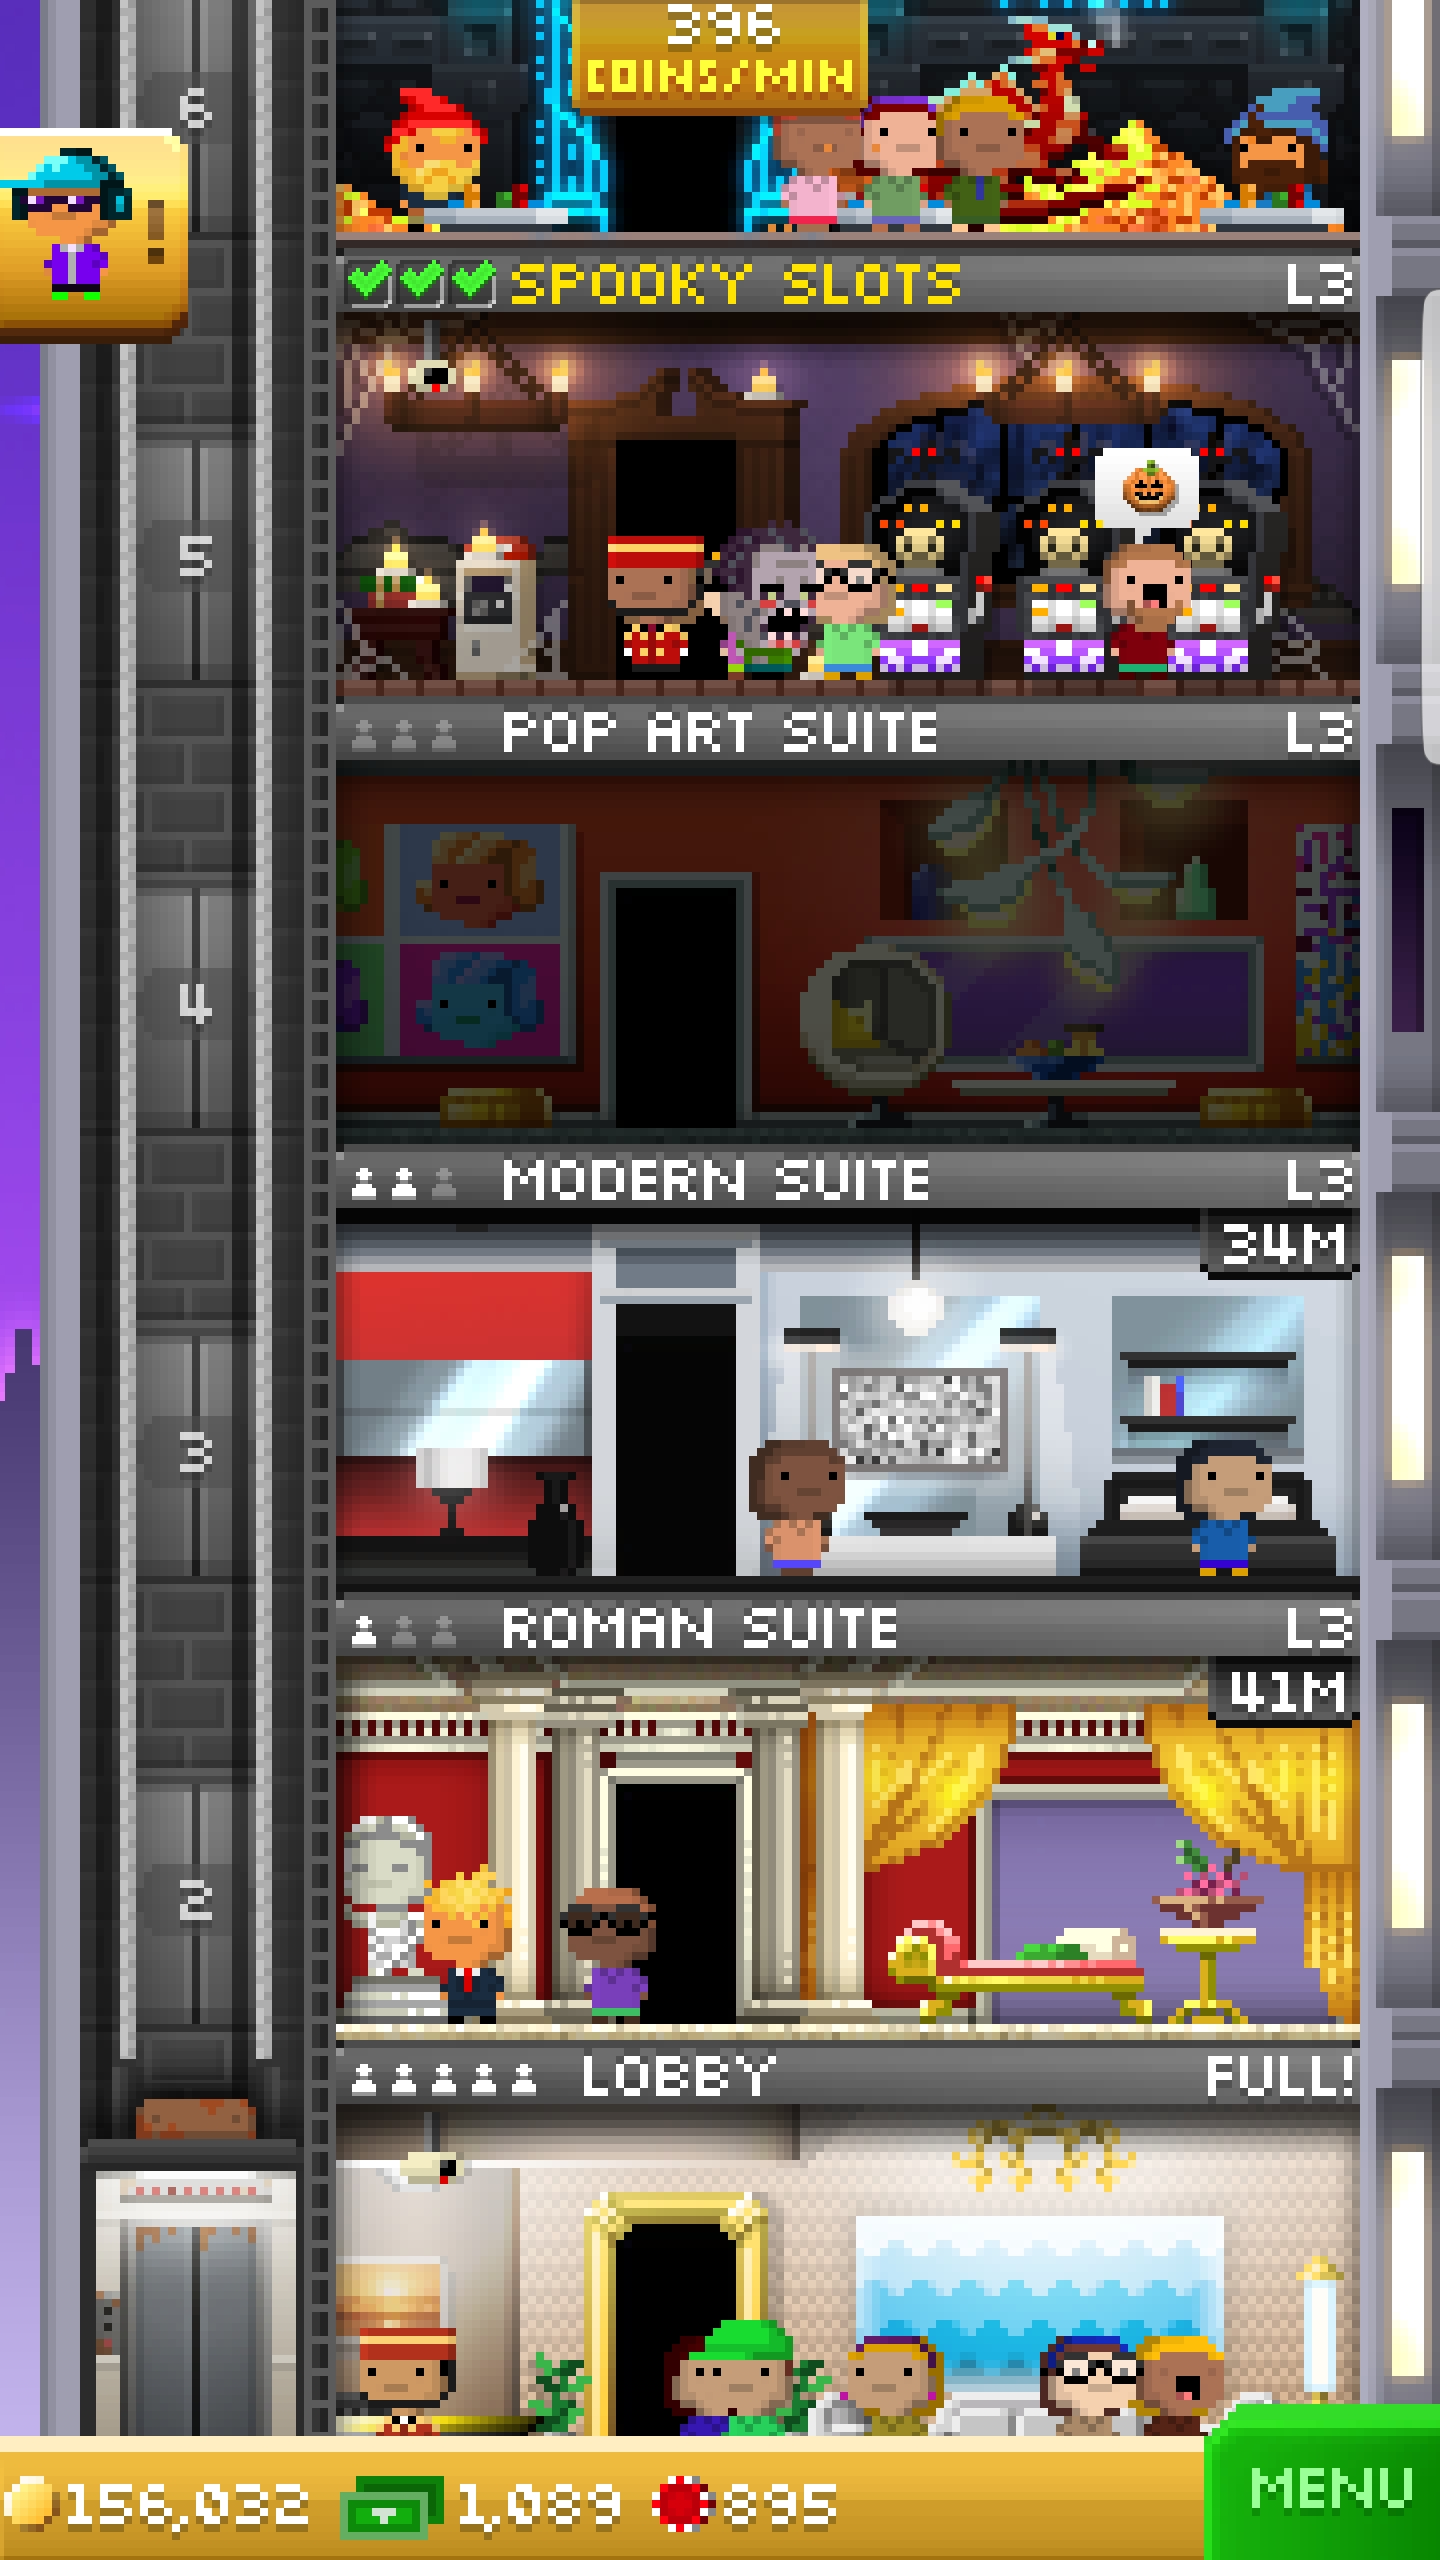 396
COINS/MIN
6
!
SPOOKY SLOTS L3
5
POP ART SUITE L3
4
MODERN SUITE L3
34M
3
ROMAN SUITE L3
41M
2
LOBBY FULL!
156,032 1,089 895
MENU